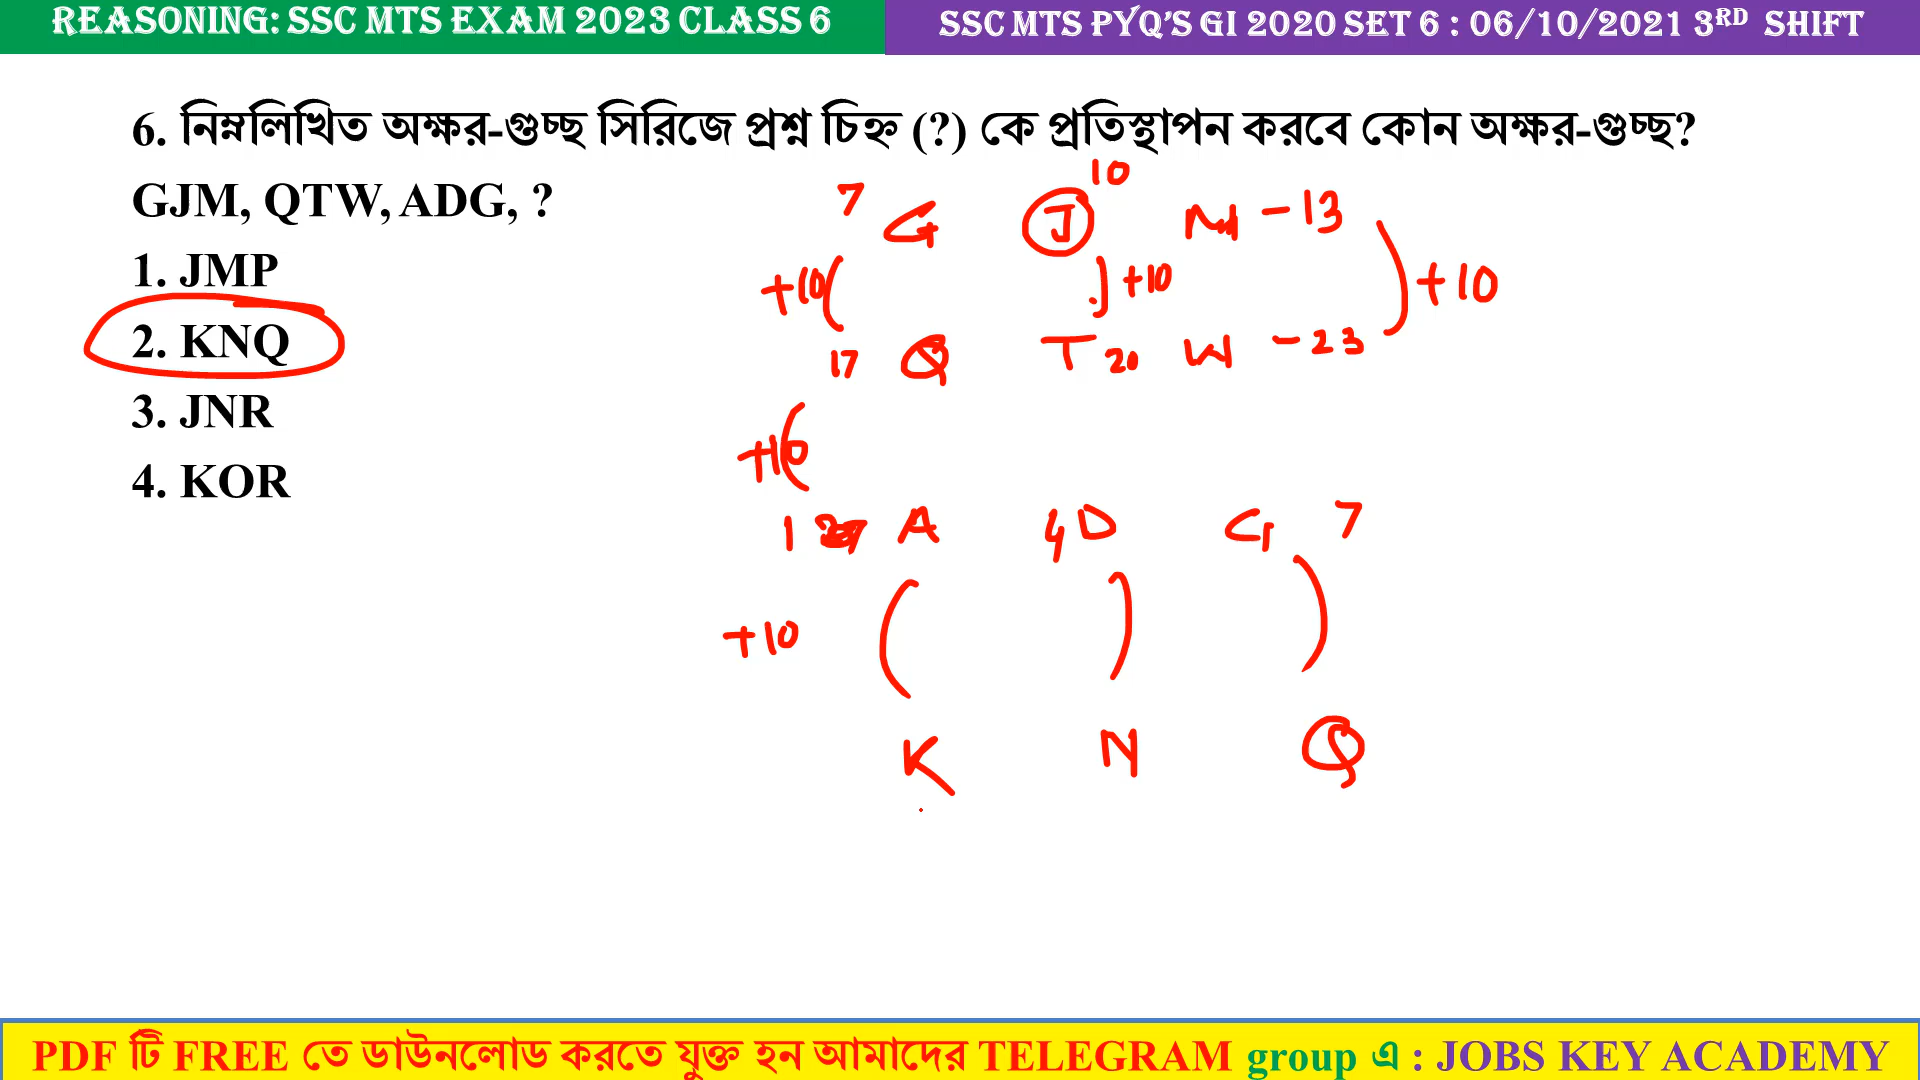 REASONING: SSC MTS EXAM 2023 CLASS 6
SSC MTS PYQ'S GI 2020 SET 6 : 06/10/2021 3RD SHIFT
6. নিম্নলিখিত অক্ষর-গুচ্ছ সিরিজে প্রশ্ন চিহ্ন (?) কে প্রতিস্থাপন করবে কোন অক্ষর-গুচ্ছ?
GJM, QTW, ADG, ?
1. JMP
2. KNQ
3. JNR
4. KOR
7 G J 10 M - 13
+10 +10 +10
17 Q T 20 W - 23
+10
1 A 4 D G 7
+10
K N Q
PDF টি FREE তে ডাউনলোড করতে যুক্ত হন আমাদের TELEGRAM group এ : JOBS KEY ACADEMY